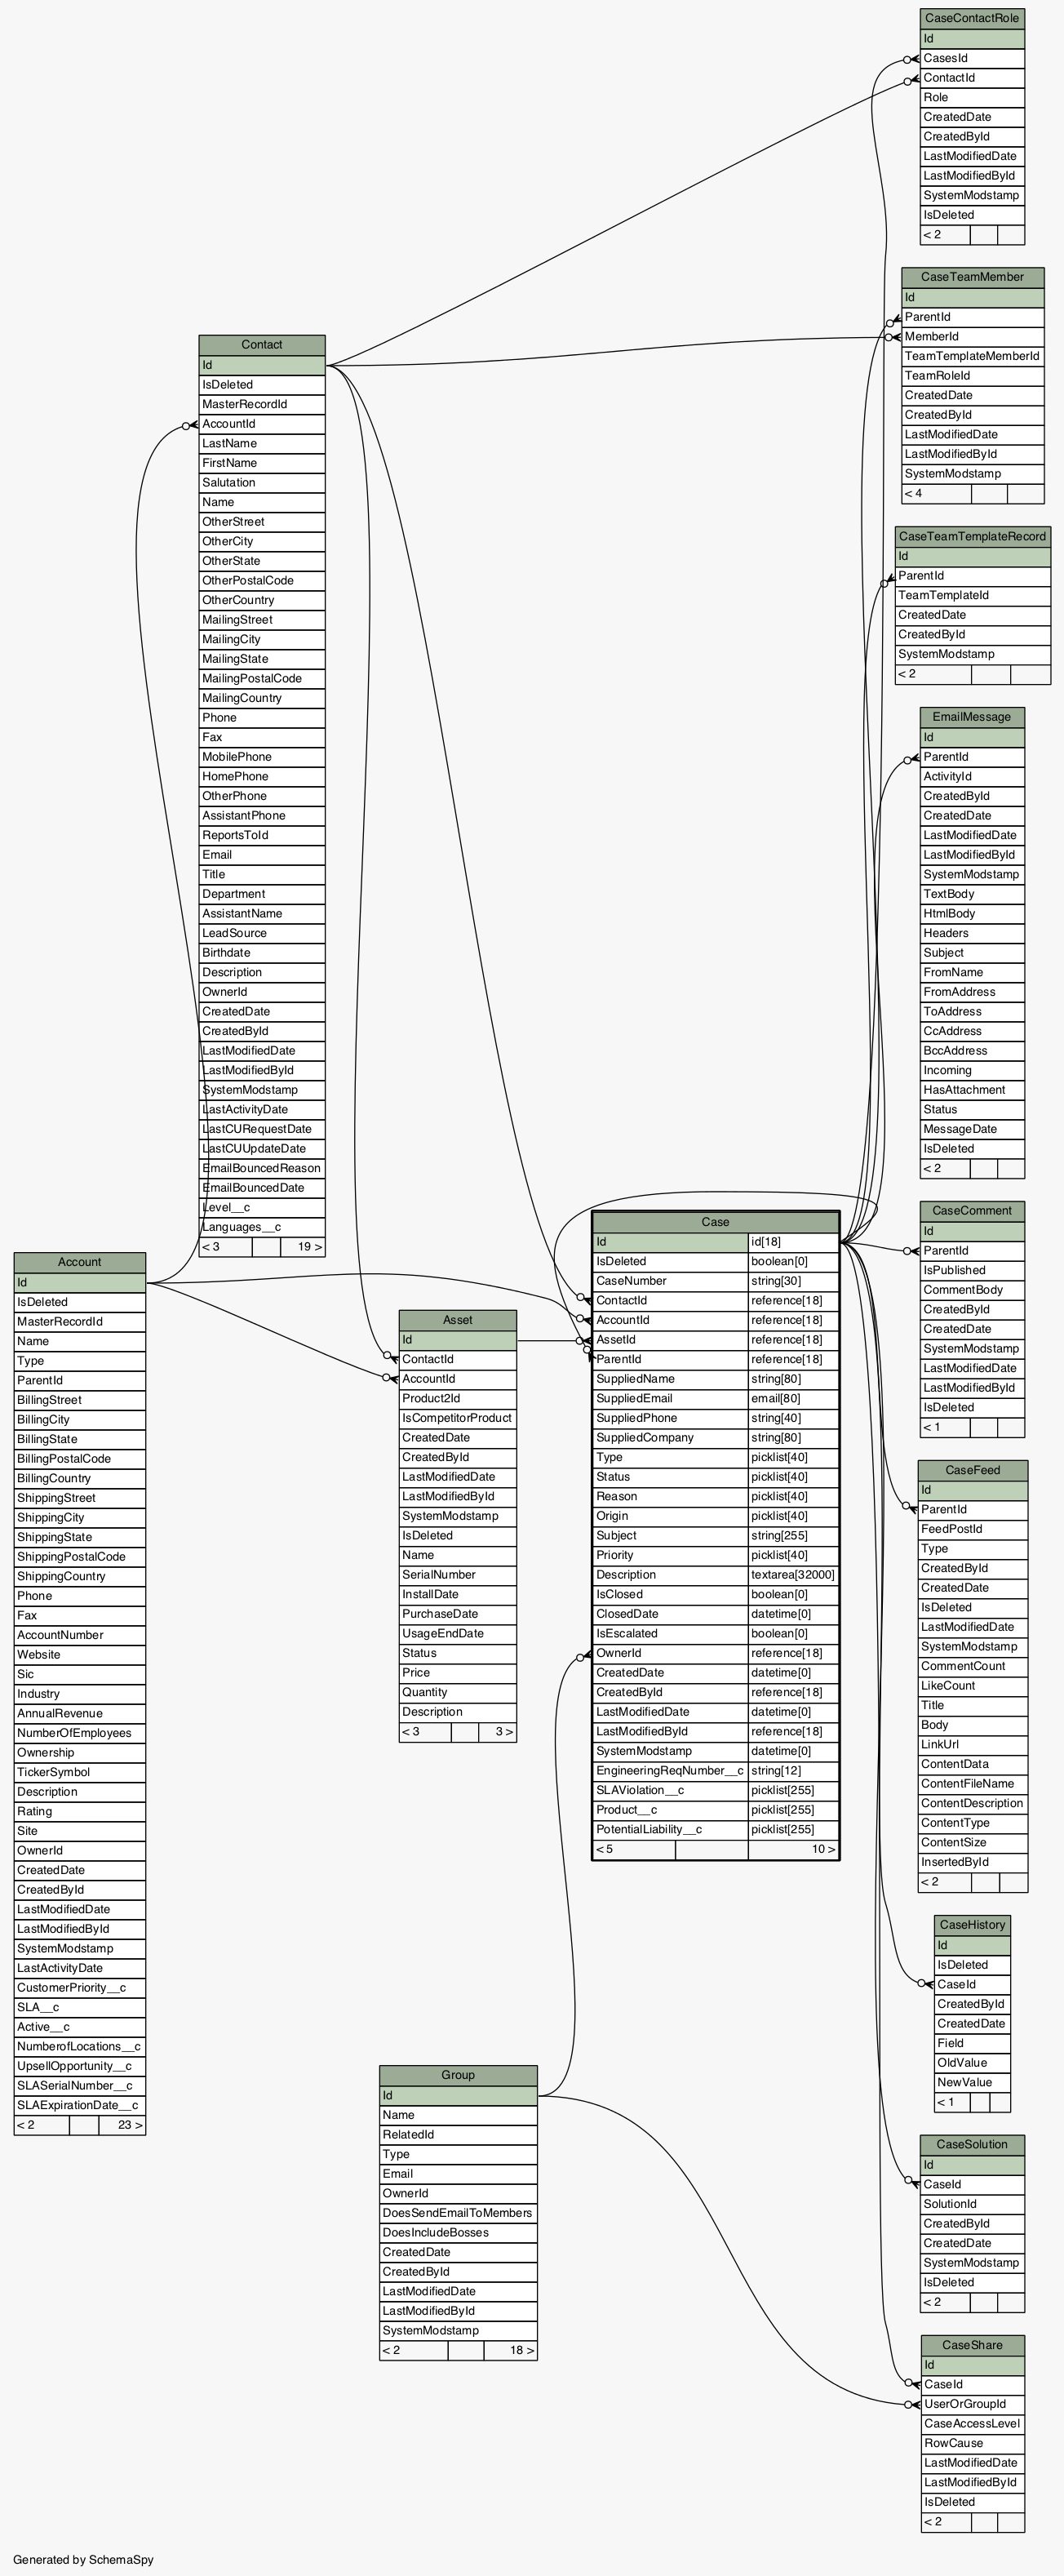 CaseContactRole
Id
CasesId
ContactId
Role
CreatedDate
CreatedById
LastModifiedDate
LastModifiedById
SystemModstamp
IsDeleted
< 2
CaseTeamMember
Id
ParentId
MemberId
TeamTemplateMemberId
TeamRoleId
CreatedDate
CreatedById
LastModifiedDate
LastModifiedById
SystemModstamp
< 4
Contact
Id
IsDeleted
MasterRecordId
AccountId
LastName
FirstName
Salutation
Name
OtherStreet
OtherCity
OtherState
OtherPostalCode
OtherCountry
MailingStreet
MailingCity
MailingState
MailingPostalCode
MailingCountry
Phone
Fax
MobilePhone
HomePhone
OtherPhone
AssistantPhone
ReportsToId
Email
Title
Department
AssistantName
LeadSource
Birthdate
Description
OwnerId
CreatedDate
CreatedById
LastModifiedDate
LastModifiedById
SystemModstamp
LastActivityDate
LastCURequestDate
LastCUUpdateDate
EmailBouncedReason
EmailBouncedDate
Level__c
Languages__c
< 3 19 >
CaseTeamTemplateRecord
Id
ParentId
TeamTemplateId
CreatedDate
CreatedById
SystemModstamp
< 2
EmailMessage
Id
ParentId
ActivityId
CreatedById
CreatedDate
LastModifiedDate
LastModifiedById
SystemModstamp
TextBody
HtmlBody
Headers
Subject
FromName
FromAddress
ToAddress
CcAddress
BccAddress
Incoming
HasAttachment
Status
MessageDate
IsDeleted
< 2
CaseComment
Id
ParentId
IsPublished
CommentBody
CreatedById
CreatedDate
SystemModstamp
LastModifiedDate
LastModifiedById
IsDeleted
< 1
Case
Id id[18]
IsDeleted boolean[0]
CaseNumber string[30]
ContactId reference[18]
AccountId reference[18]
AssetId reference[18]
ParentId reference[18]
SuppliedName string[80]
SuppliedEmail email[80]
SuppliedPhone string[40]
SuppliedCompany string[80]
Type picklist[40]
Status picklist[40]
Reason picklist[40]
Origin picklist[40]
Subject string[255]
Priority picklist[40]
Description textarea[32000]
IsClosed boolean[0]
ClosedDate datetime[0]
IsEscalated boolean[0]
OwnerId reference[18]
CreatedDate datetime[0]
CreatedById reference[18]
LastModifiedDate datetime[0]
LastModifiedById reference[18]
SystemModstamp datetime[0]
EngineeringReqNumber__c string[12]
SLAViolation__c picklist[255]
Product__c picklist[255]
PotentialLiability__c picklist[255]
< 5 10 >
Account
Id
IsDeleted
MasterRecordId
Name
Type
ParentId
BillingStreet
BillingCity
BillingState
BillingPostalCode
BillingCountry
ShippingStreet
ShippingCity
ShippingState
ShippingPostalCode
ShippingCountry
Phone
Fax
AccountNumber
Website
Sic
Industry
AnnualRevenue
NumberOfEmployees
Ownership
TickerSymbol
Description
Rating
Site
OwnerId
CreatedDate
CreatedById
LastModifiedDate
LastModifiedById
SystemModstamp
LastActivityDate
CustomerPriority__c
SLA__c
Active__c
NumberofLocations__c
UpsellOpportunity__c
SLASerialNumber__c
SLAExpirationDate__c
< 2 23 >
Asset
Id
ContactId
AccountId
Product2Id
IsCompetitorProduct
CreatedDate
CreatedById
LastModifiedDate
LastModifiedById
SystemModstamp
IsDeleted
Name
SerialNumber
InstallDate
PurchaseDate
UsageEndDate
Status
Price
Quantity
Description
< 3 3 >
CaseFeed
Id
ParentId
FeedPostId
Type
CreatedById
CreatedDate
IsDeleted
LastModifiedDate
SystemModstamp
CommentCount
LikeCount
Title
Body
LinkUrl
ContentData
ContentFileName
ContentDescription
ContentType
ContentSize
InsertedById
< 2
CaseHistory
Id
IsDeleted
CaseId
CreatedById
CreatedDate
Field
OldValue
NewValue
< 1
Group
Id
Name
RelatedId
Type
Email
OwnerId
DoesSendEmailToMembers
DoesIncludeBosses
CreatedDate
CreatedById
LastModifiedDate
LastModifiedById
SystemModstamp
< 2 18 >
CaseSolution
Id
CaseId
SolutionId
CreatedById
CreatedDate
SystemModstamp
IsDeleted
< 2
CaseShare
Id
CaseId
UserOrGroupId
CaseAccessLevel
RowCause
LastModifiedDate
LastModifiedById
IsDeleted
< 2
Generated by SchemaSpy